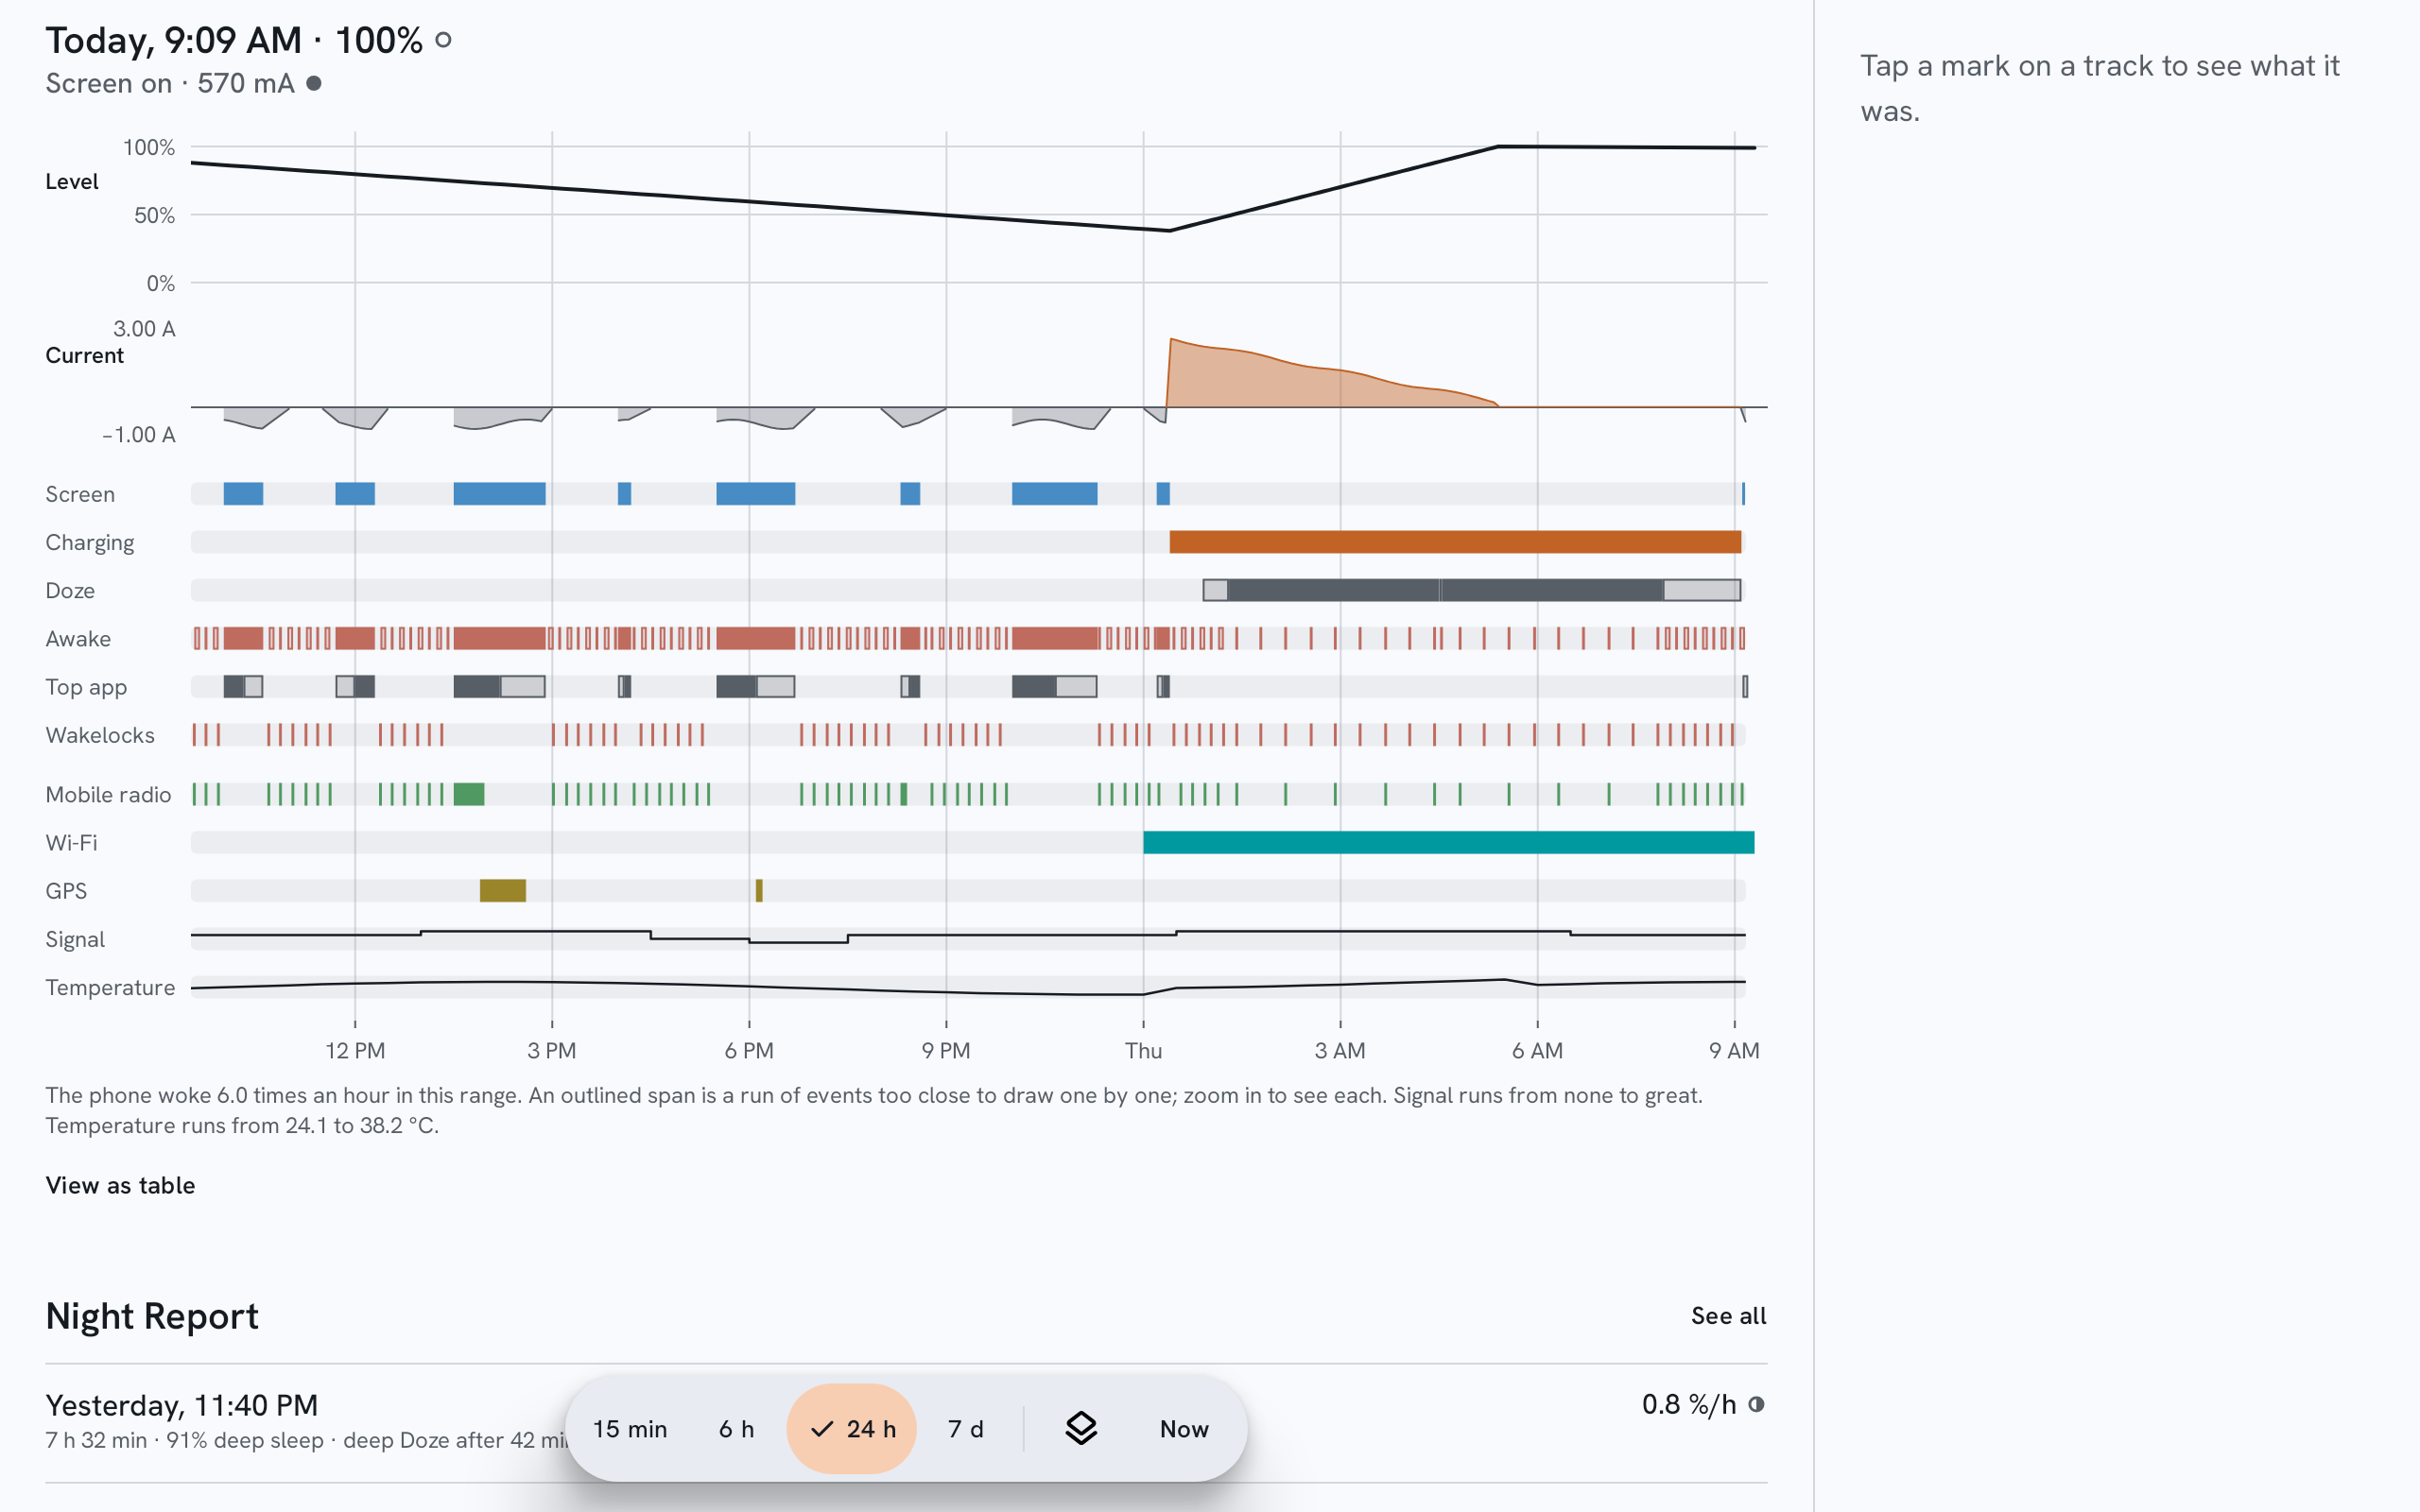 Today, 9:09 AM · 100%
Screen on · 570 mA
Tap a mark on a track to see what it
was.
100%
Level
50%
0%
3.00 A
Current
−1.00 A
Screen
Charging
Doze
Awake
Top app
Wakelocks
Mobile radio
Wi-Fi
GPS
Signal
Temperature
12 PM 3 PM 6 PM 9 PM Thu 3 AM 6 AM 9 AM
The phone woke 6.0 times an hour in this range. An outlined span is a run of events too close to draw one by one; zoom in to see each. Signal runs from none to great.
Temperature runs from 24.1 to 38.2 °C.
View as table
Night Report
See all
Yesterday, 11:40 PM
0.8 %/h
7 h 32 min · 91% deep sleep · deep Doze after 42
15 min 6 h 24 h 7 d Now